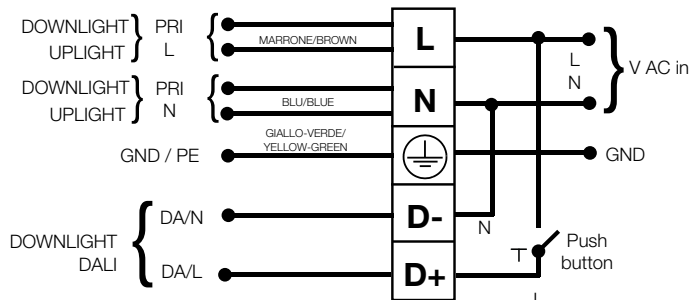 DOWNLIGHT PRI L
UPLIGHT L
MARRONE/BROWN
L
L
N
V AC in
DOWNLIGHT PRI
UPLIGHT N
BLU/BLUE
N
GIALLO-VERDE/
YELLOW-GREEN
GND / PE
GND
DA/N
D-
N
DOWNLIGHT
DALI
DA/L
D+
Push
button